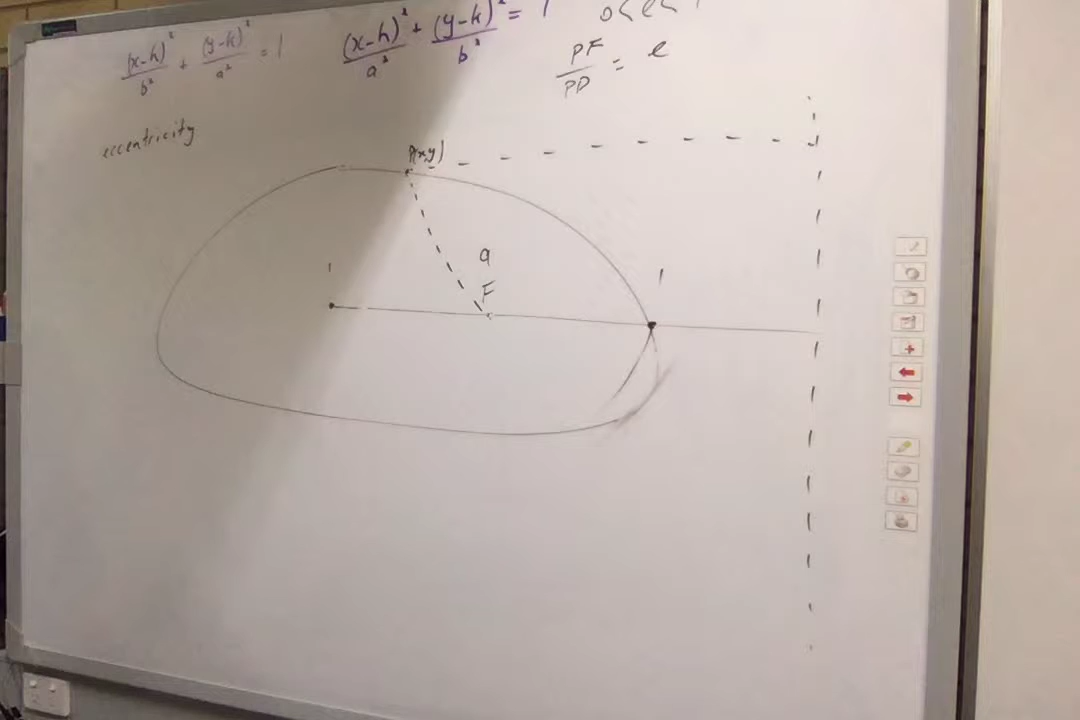 (x-h)²/b² + (y-k)²/a² = 1
(x-h)²/a² + (y-k)²/b² = 1
0<e<1
PF/PD = e
eccentricity
P(x,y)
a
F